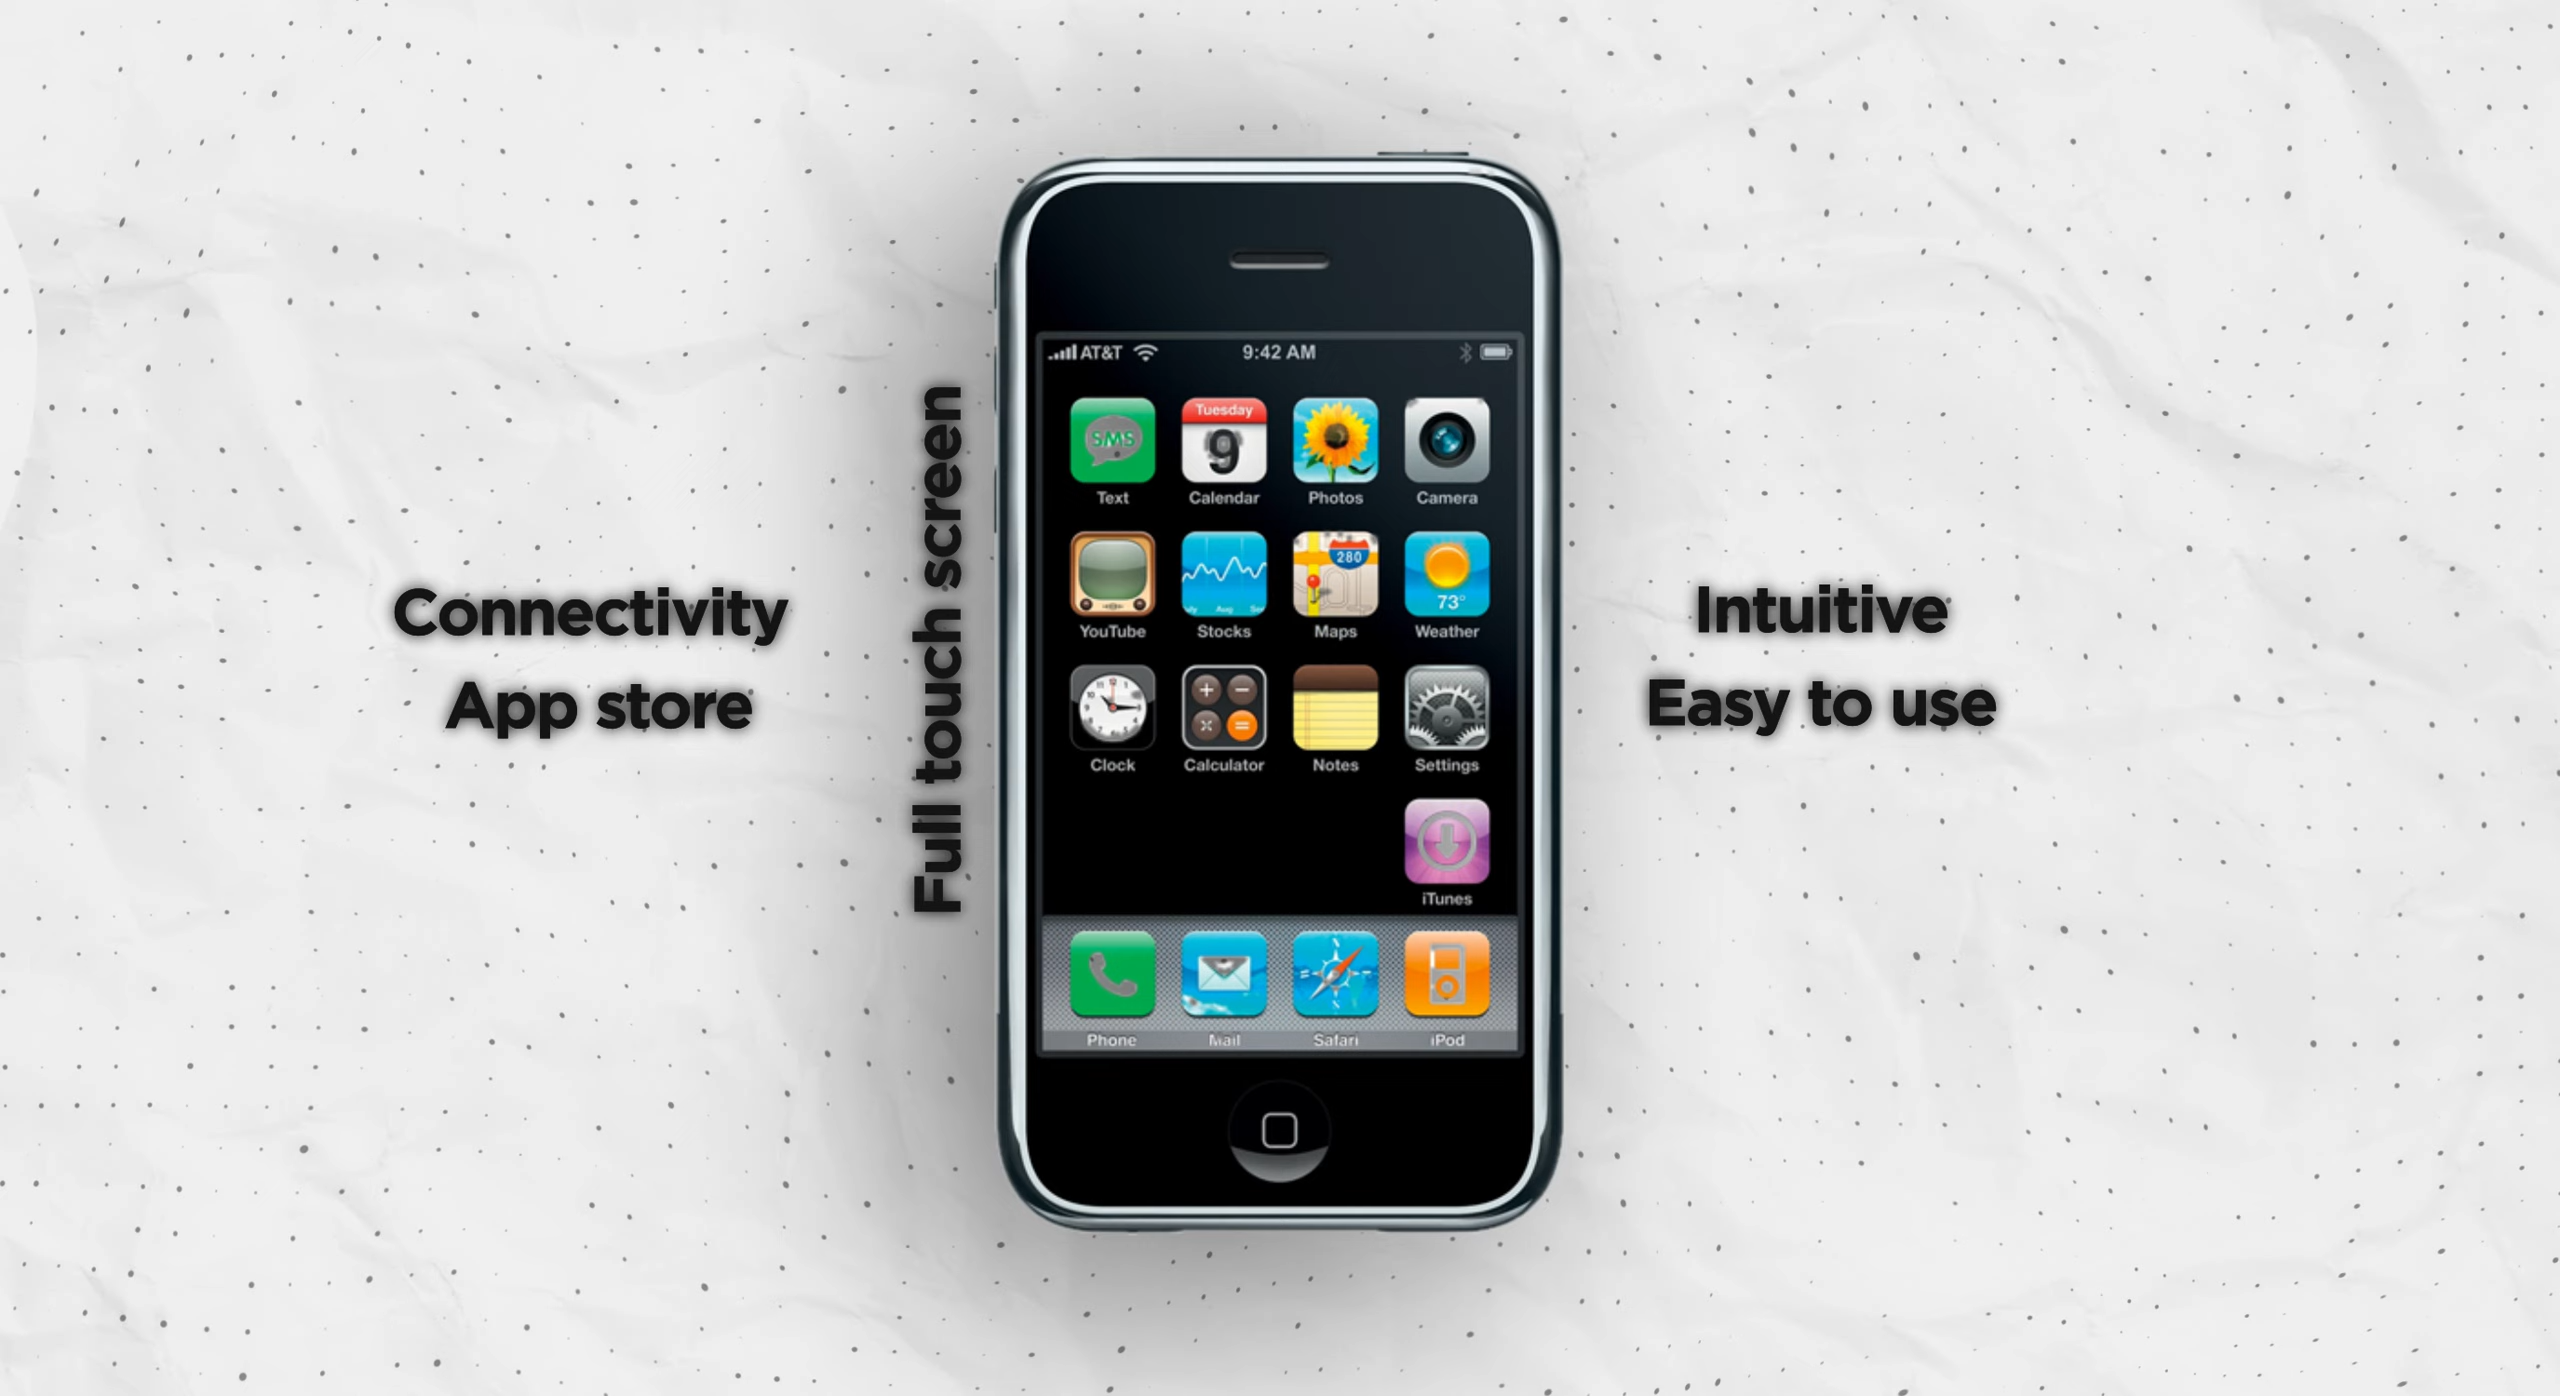 Connectivity
App store
Full touch screen
AT&T 9:42 AM
SMS Tuesday 9
Text Calendar Photos Camera
280 73°
YouTube Stocks Maps Weather
Clock Calculator Notes Settings
iTunes
Phone Mail Safari iPod
Intuitive
Easy to use